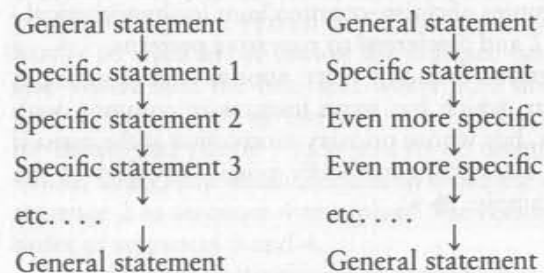 General statement
Specific statement 1
Specific statement 2
Specific statement 3
etc. . . .
General statement
General statement
Specific statement
Even more specific
Even more specific
etc. . . .
General statement